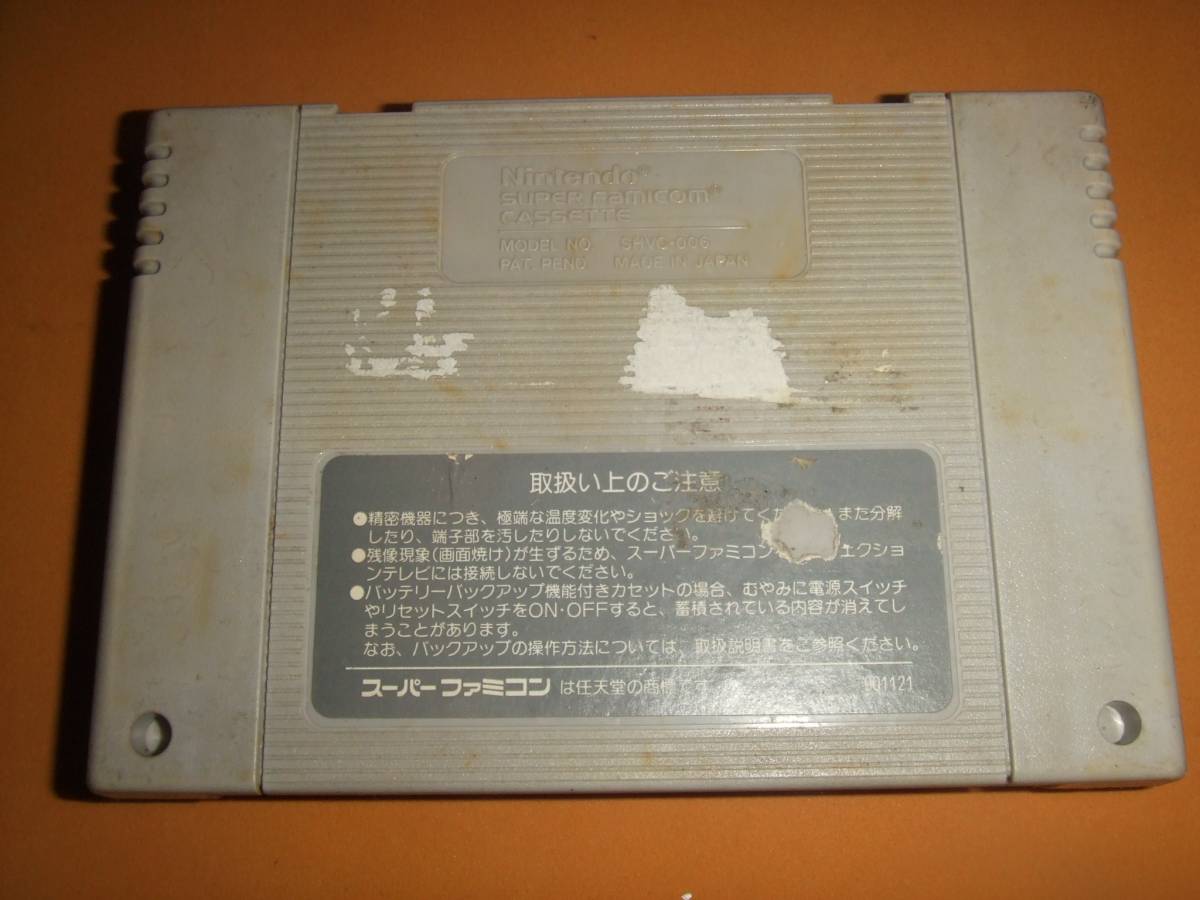 Nintendo®
SUPER FAMICOM®
CASSETTE
MODEL NO. SHVC-006
PAT. PEND. MADE IN JAPAN
取扱い上のご注意
●精密機器につき、極端な温度変化やショックを避けてくだ また分解
したり、端子部を汚したりしないでください。
●残像現象(画面焼け)が生ずるため、スーパーファミコン ェクショ
ンテレビには接続しないでください。
●バッテリーバックアップ機能付きカセットの場合、むやみに電源スイッチ
やリセットスイッチをON・OFFすると、蓄積されている内容が消えてし
まうことがあります。
なお、バックアップの操作方法については、取扱説明書をご参照ください。
スーパーファミコン は任天堂の商標です 901121